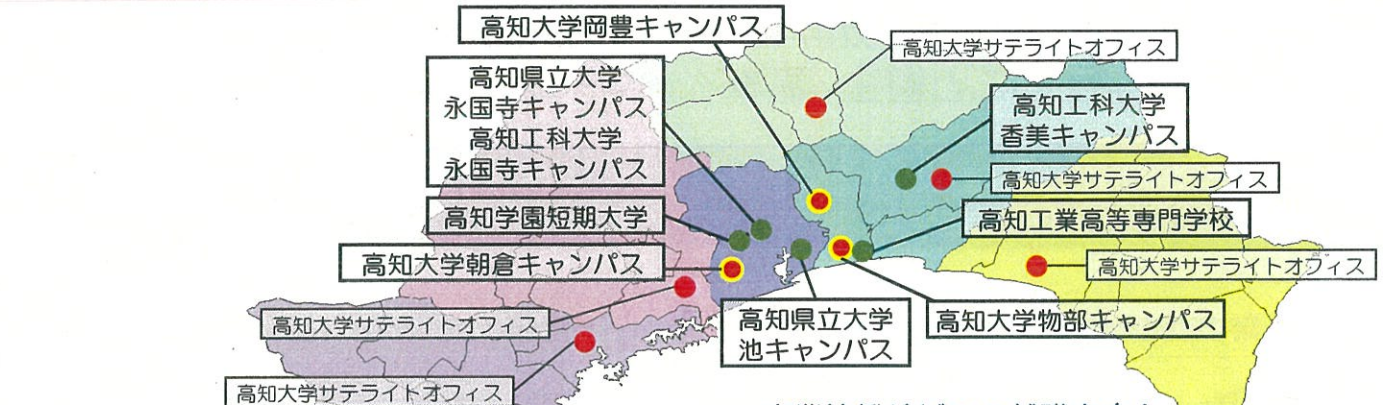 高知大学岡豊キャンパス
高知大学サテライトオフィス
高知県立大学
永国寺キャンパス
高知工科大学
永国寺キャンパス
高知工科大学
香美キャンパス
高知大学サテライトオフィス
高知学園短期大学
高知工業高等専門学校
高知大学朝倉キャンパス
高知大学サテライトオフィス
高知大学サテライトオフィス
高知県立大学
池キャンパス
高知大学物部キャンパス
高知大学サテライトオフィス